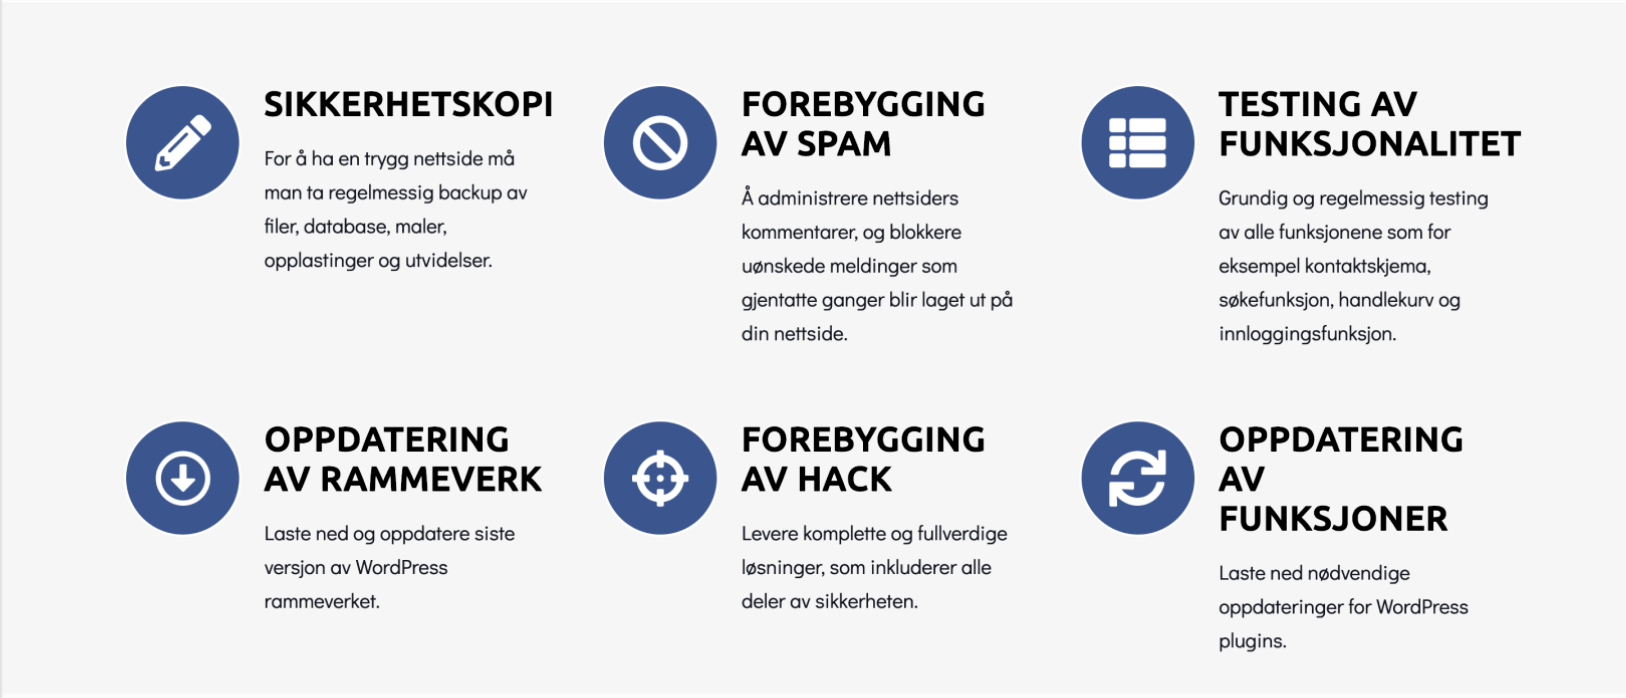 SIKKERHETSKOPI
For å ha en trygg nettside må
man ta regelmessig backup av
filer, database, maler,
opplastinger og utvidelser.
FOREBYGGING
AV SPAM
Å administrere nettsiders
kommentarer, og blokkere
uønskede meldinger som
gjentatte ganger blir laget ut på
din nettside.
TESTING AV
FUNKSJONALITET
Grundig og regelmessig testing
av alle funksjonene som for
eksempel kontaktskjema,
søkefunksjon, handlekurv og
innloggingsfunksjon.
OPPDATERING
AV RAMMEVERK
Laste ned og oppdatere siste
versjon av WordPress
rammeverket.
FOREBYGGING
AV HACK
Levere komplette og fullverdige
løsninger, som inkluderer alle
deler av sikkerheten.
OPPDATERING
AV
FUNKSJONER
Laste ned nødvendige
oppdateringer for WordPress
plugins.